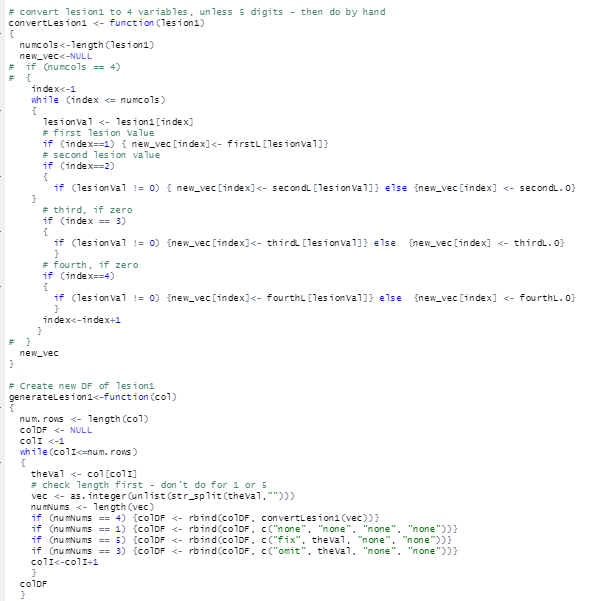 # convert lesion1 to 4 variables, unless 5 digits - then do by hand
convertLesion1 <- function(lesion1)
{
numcols<-length(lesion1)
new_vec<-NULL
# if (numcols == 4)
# {
index<-1
while (index <= numcols)
{
lesionVal <- lesion1[index]
# first lesion Value
if (index==1) { new_vec[index]<- firstL[lesionVal]}
# second lesion value
if (index==2)
{
if (lesionVal != 0) { new_vec[index]<- secondL[lesionVal]} else {new_vec[index] <- secondL.0}
}
# third, if zero
if (index == 3)
{
if (lesionVal != 0) {new_vec[index]<- thirdL[lesionVal]} else {new_vec[index] <- thirdL.0}
}
# fourth, if zero
if (index==4)
{
if (lesionVal != 0) {new_vec[index]<- fourthL[lesionVal]} else {new_vec[index] <- fourthL.0}
}
index<-index+1
}
# }
new_vec
}

# Create new DF of lesion1
generateLesion1<-function(col)
{
num.rows <- length(col)
colDF <- NULL
colI <-1
while(colI<=num.rows)
{
theVal <- col[colI]
# check length first - don't do for 1 or 5
vec <- as.integer(unlist(str_split(theVal,"")))
numNums <- length(vec)
if (numNums == 4) {colDF <- rbind(colDF, convertLesion1(vec))}
if (numNums == 1) {colDF <- rbind(colDF, c("none", "none", "none", "none"))}
if (numNums == 5) {colDF <- rbind(colDF, c("fix", theVal, "none", "none"))}
if (numNums == 3) {colDF <- rbind(colDF, c("omit", theVal, "none", "none"))}
colI<-colI+1
}
colDF
}